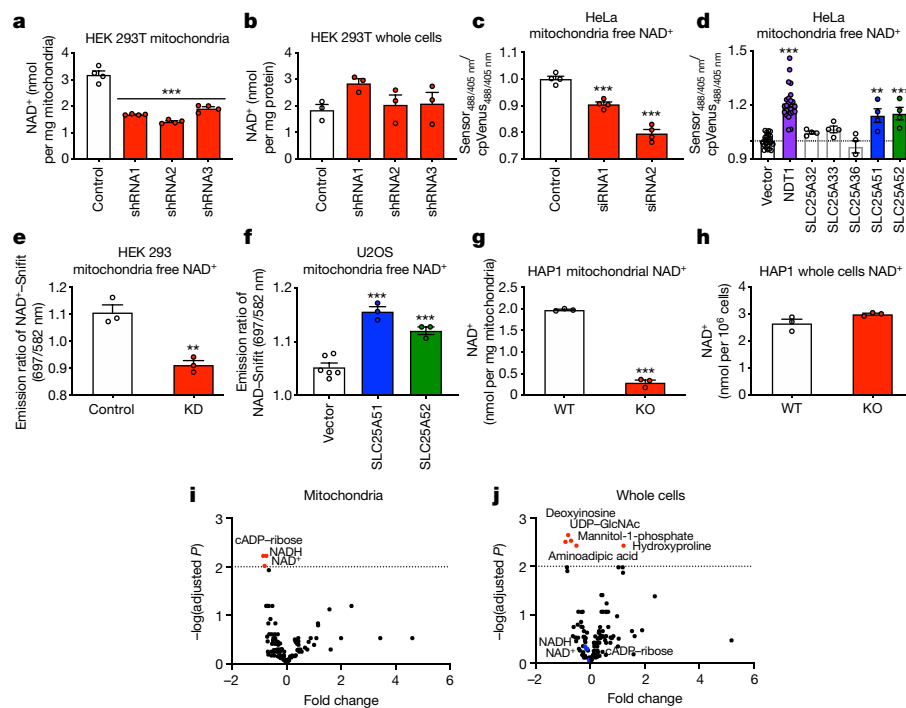 a
HEK 293T mitochondria
NAD⁺ (nmol
per mg mitochondria)
4
3
2
1
0
***
Control
shRNA1
shRNA2
shRNA3
b
HEK 293T whole cells
NAD⁺ (nmol
per mg protein)
4
3
2
1
0
Control
shRNA1
shRNA2
shRNA3
c
HeLa
mitochondria free NAD⁺
Sensor488/405 nm/
cpVenus488/405 nm
1.1
1.0
0.9
0.8
0.7
***
***
Control
siRNA1
siRNA2
d
HeLa
mitochondria free NAD⁺
Sensor488/405 nm/
cpVenus488/405 nm
1.5
1.2
0.9
***
**
***
Vector
NDT1
SLC25A32
SLC25A33
SLC25A36
SLC25A51
SLC25A52
e
HEK 293
mitochondria free NAD⁺
Emission ratio of NAD⁺–Snifit
(697/582 nm)
1.2
1.1
1.0
0.9
0.8
**
Control
KD
f
U2OS
mitochondria free NAD⁺
Emission ratio of
NAD–Snifit (697/582 nm)
1.2
1.1
1.0
***
***
Vector
SLC25A51
SLC25A52
g
HAP1 mitochondrial NAD⁺
NAD⁺
(nmol per mg mitochondria)
2.5
2.0
1.5
1.0
0.5
0
***
WT
KO
h
HAP1 whole cells NAD⁺
NAD⁺
(nmol per 10⁶ cells)
4
3
2
1
0
WT
KO
i
Mitochondria
−log(adjusted P)
3
2
1
0
cADP–ribose
NADH
NAD⁺
−2
0
2
4
6
Fold change
j
Whole cells
−log(adjusted P)
3
2
1
0
Deoxyinosine
UDP–GlcNAc
Mannitol-1-phosphate
Hydroxyproline
Aminoadipic acid
NADH
NAD⁺
cADP–ribose
−2
0
2
4
6
Fold change